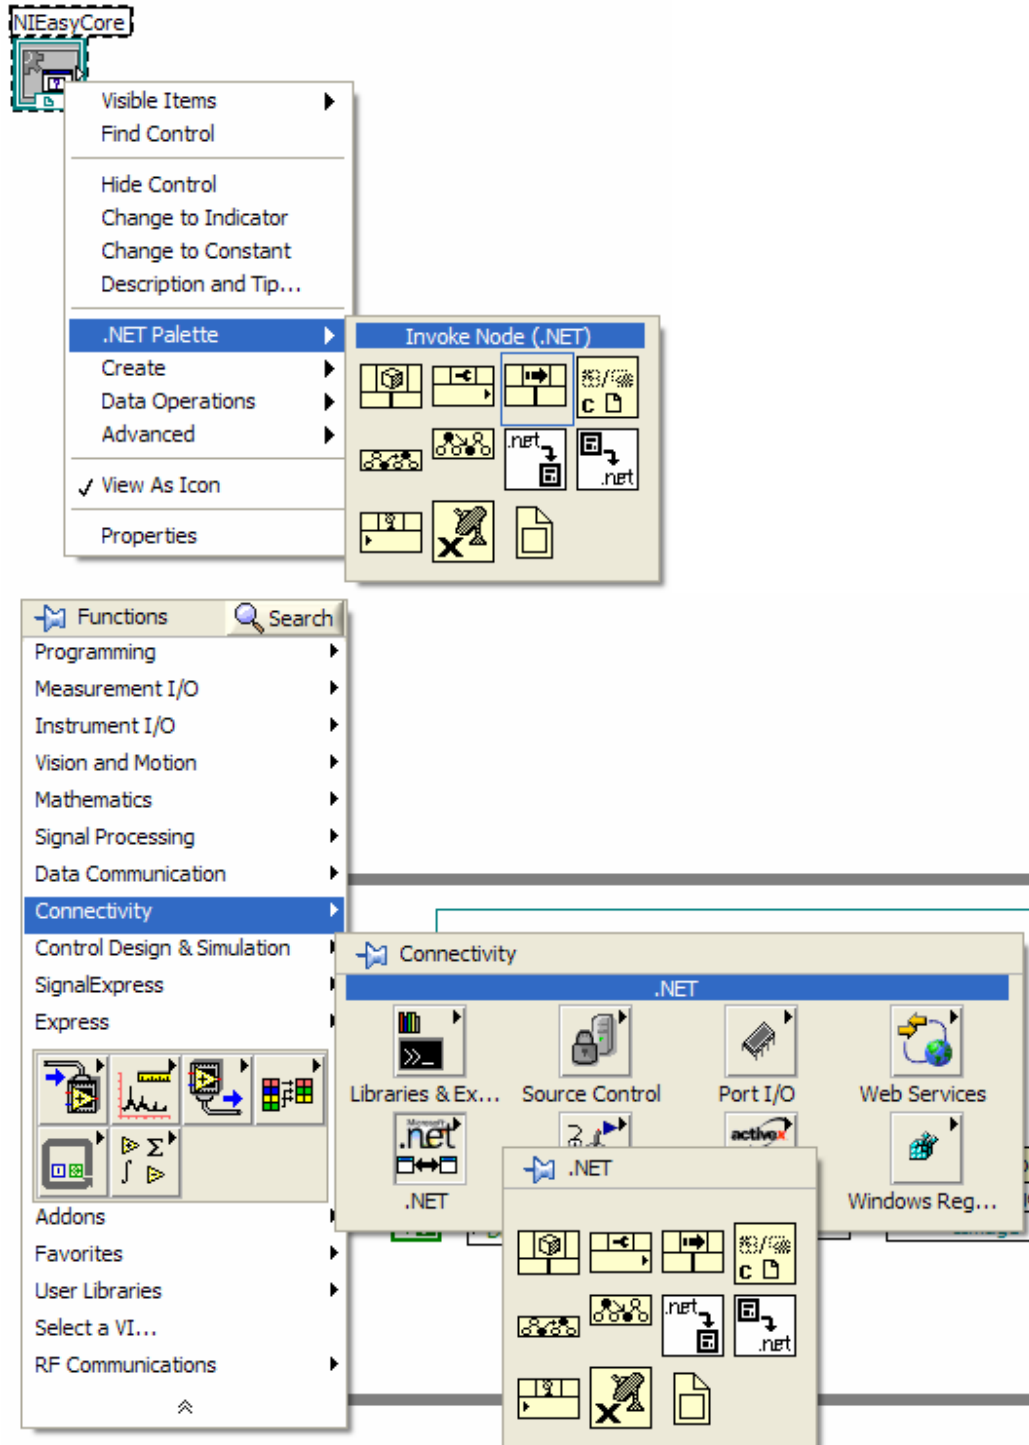 NIEasyCore
Visible Items
Find Control
Hide Control
Change to Indicator
Change to Constant
Description and Tip...
.NET Palette
Create
Data Operations
Advanced
View As Icon
Properties
Invoke Node (.NET)
C
.net
.net
X
Functions
Search
Programming
Measurement I/O
Instrument I/O
Vision and Motion
Mathematics
Signal Processing
Data Communication
Connectivity
Control Design & Simulation
SignalExpress
Express
Addons
Favorites
User Libraries
Select a VI...
RF Communications
Connectivity
.NET
Libraries & Ex...
Source Control
Port I/O
Web Services
Microsoft
.net
activex
.NET
Windows Reg...
.NET
C
.net
.net
X